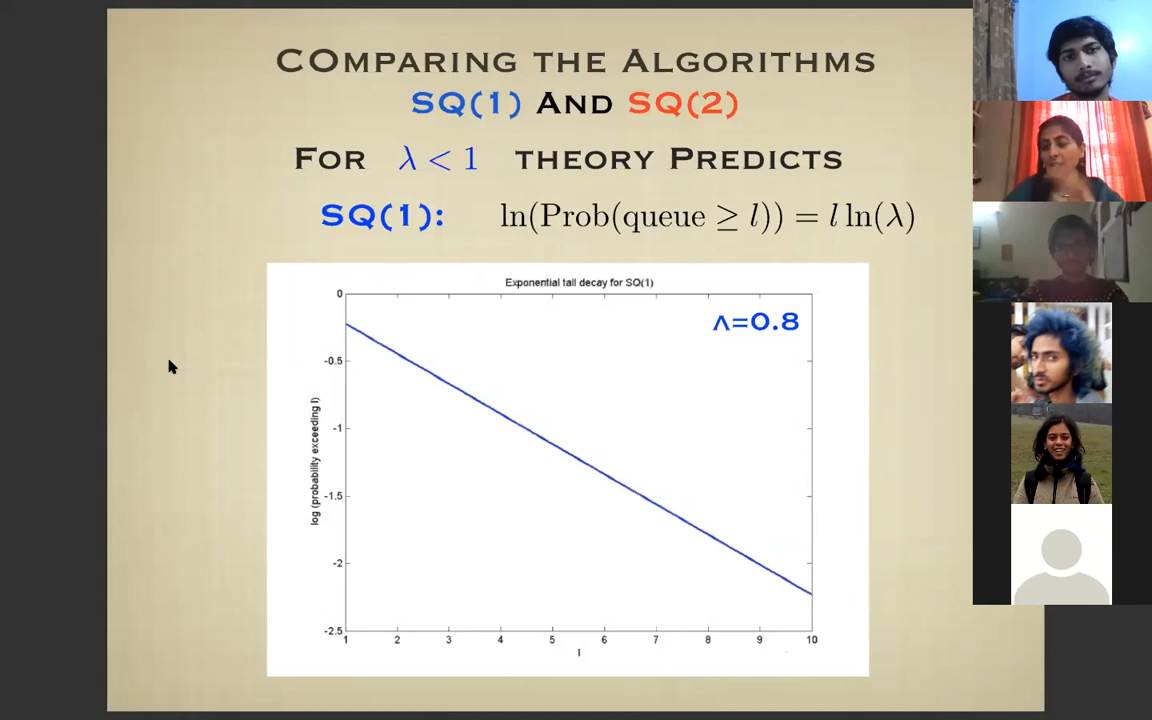 COMPARING THE ALGORITHMS
SQ(1) AND SQ(2)
FOR λ < 1 THEORY PREDICTS
SQ(1): ln(Prob(queue ≥ l)) = l ln(λ)
Exponential tail decay for SQ(1)
Λ=0.8
0
-0.5
-1
-1.5
-2
-2.5
log (probability exceeding l)
1 2 3 4 5 6 7 8 9 10
l